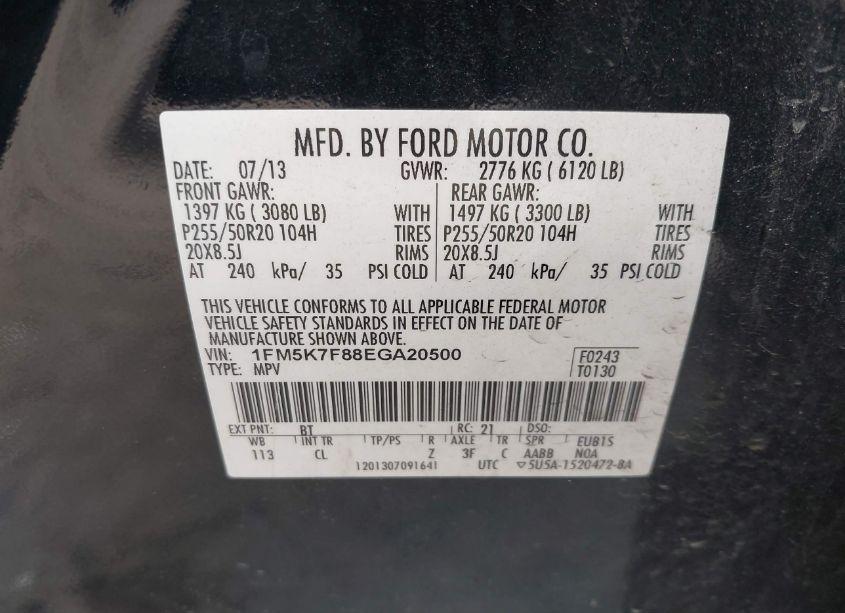 MFD. BY FORD MOTOR CO.
DATE: 07/13 GVWR: 2776 KG ( 6120 LB)
FRONT GAWR: REAR GAWR:
1397 KG ( 3080 LB) WITH 1497 KG ( 3300 LB) WITH
P255/50R20 104H TIRES P255/50R20 104H TIRES
20X8.5J RIMS 20X8.5J RIMS
AT 240 kPa/ 35 PSI COLD AT 240 kPa/ 35 PSI COLD
THIS VEHICLE CONFORMS TO ALL APPLICABLE FEDERAL MOTOR
VEHICLE SAFETY STANDARDS IN EFFECT ON THE DATE OF
MANUFACTURE SHOWN ABOVE.
VIN: 1FM5K7F88EGA20500 F0243
TYPE: MPV T0130
EXT PNT: BT RC: 21 DSO:
WB INT TR TP/PS R AXLE TR SPR EUB1S
113 CL Z 3F C AABB NOA
1201307091641 UTC ▽5U5A-1520472-BA